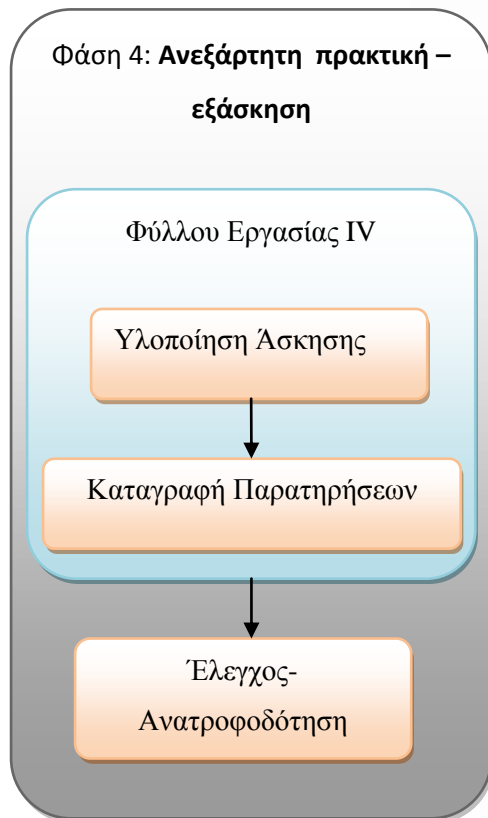 Φάση 4: Ανεξάρτητη πρακτική –
εξάσκηση
Φύλλου Εργασίας IV
Υλοποίηση Άσκησης
Καταγραφή Παρατηρήσεων
Έλεγχος-
Ανατροφοδότηση